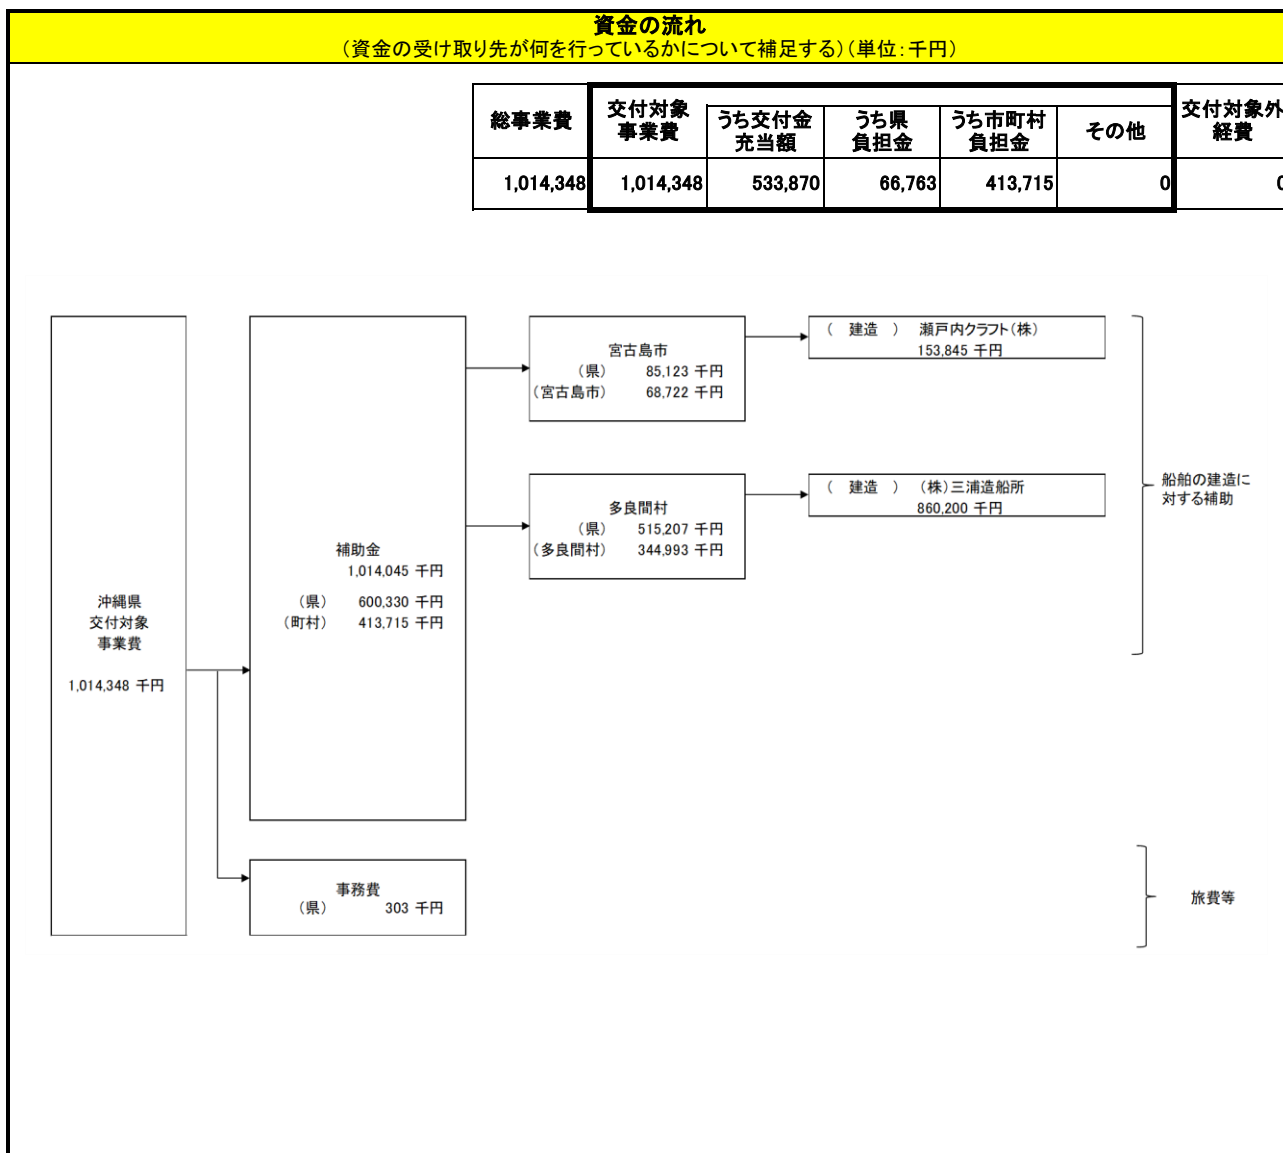 資金の流れ
（資金の受け取り先が何を行っているかについて補足する）（単位：千円）
総事業費
交付対象
事業費
うち交付金
充当額
うち県
負担金
うち市町村
負担金
その他
交付対象外
経費
1,014,348
1,014,348
533,870
66,763
413,715
0
0
沖縄県
交付対象
事業費
1,014,348 千円
補助金
1,014,045 千円
（県） 600,330 千円
（町村） 413,715 千円
宮古島市
（県） 85,123 千円
（宮古島市） 68,722 千円
（ 建造 ） 瀬戸内クラフト（株）
153,845 千円
多良間村
（県） 515,207 千円
（多良間村） 344,993 千円
（ 建造 ） （株）三浦造船所
860,200 千円
船舶の建造に
対する補助
事務費
（県） 303 千円
旅費等